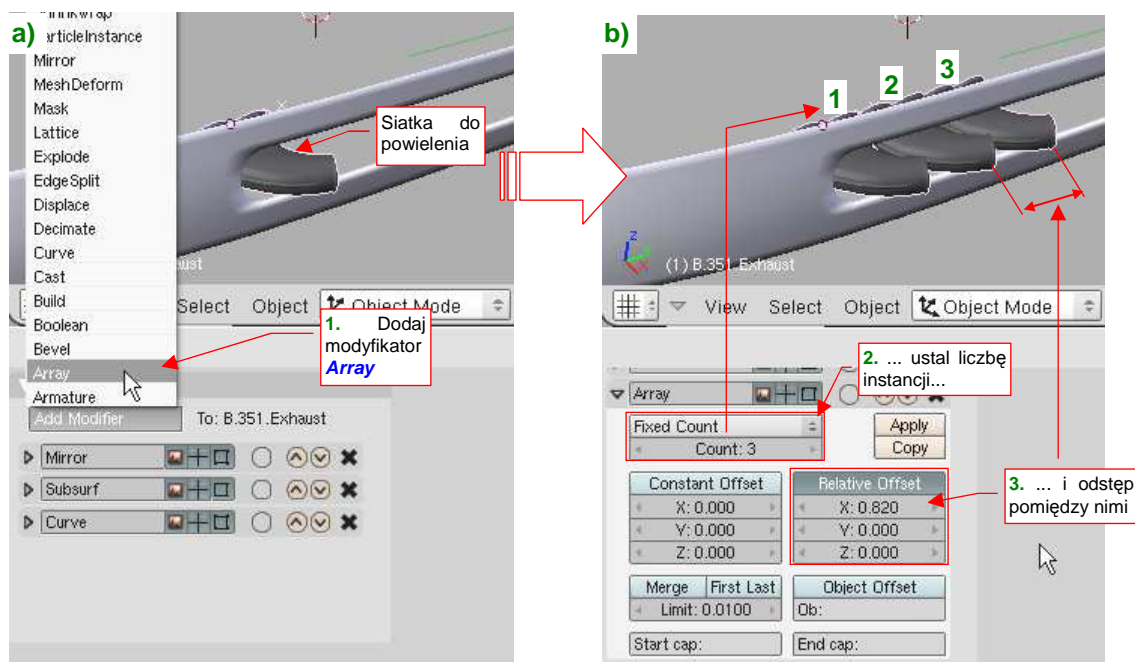 a)
articleInstance
Mirror
MeshDeform
Mask
Lattice
Explode
EdgeSplit
Displace
Decimate
Curve
Cast
Build
Boolean
Bevel
Array
Armature
Add Modifier
To: B.351.Exhaust
Siatka do
powielenia
Select Object Object Mode
1. Dodaj
modyfikator
Array
Mirror
Subsurf
Curve
b)
1
2
3
z
(1) B.351.Exhaust
View Select Object Object Mode
2. ... ustal liczbę
instancji...
Array
Fixed Count
Count: 3
Apply
Copy
Constant Offset
X: 0.000
Y: 0.000
Z: 0.000
Relative Offset
X: 0.820
Y: 0.000
Z: 0.000
3. ... i odstęp
pomiędzy nimi
Merge First Last
Limit: 0.0100
Object Offset
Ob:
Start cap:
End cap: